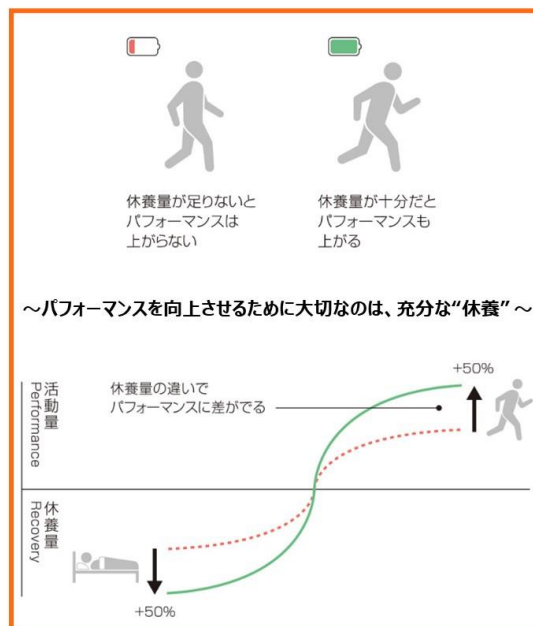 休養量が足りないと
パフォーマンスは
上がらない
休養量が十分だと
パフォーマンスも
上がる
～パフォーマンスを向上させるために大切なのは、充分な“休養”～
+50%
活動量
Performance
休養量の違いで
パフォーマンスに差がでる
休養量
Recovery
+50%